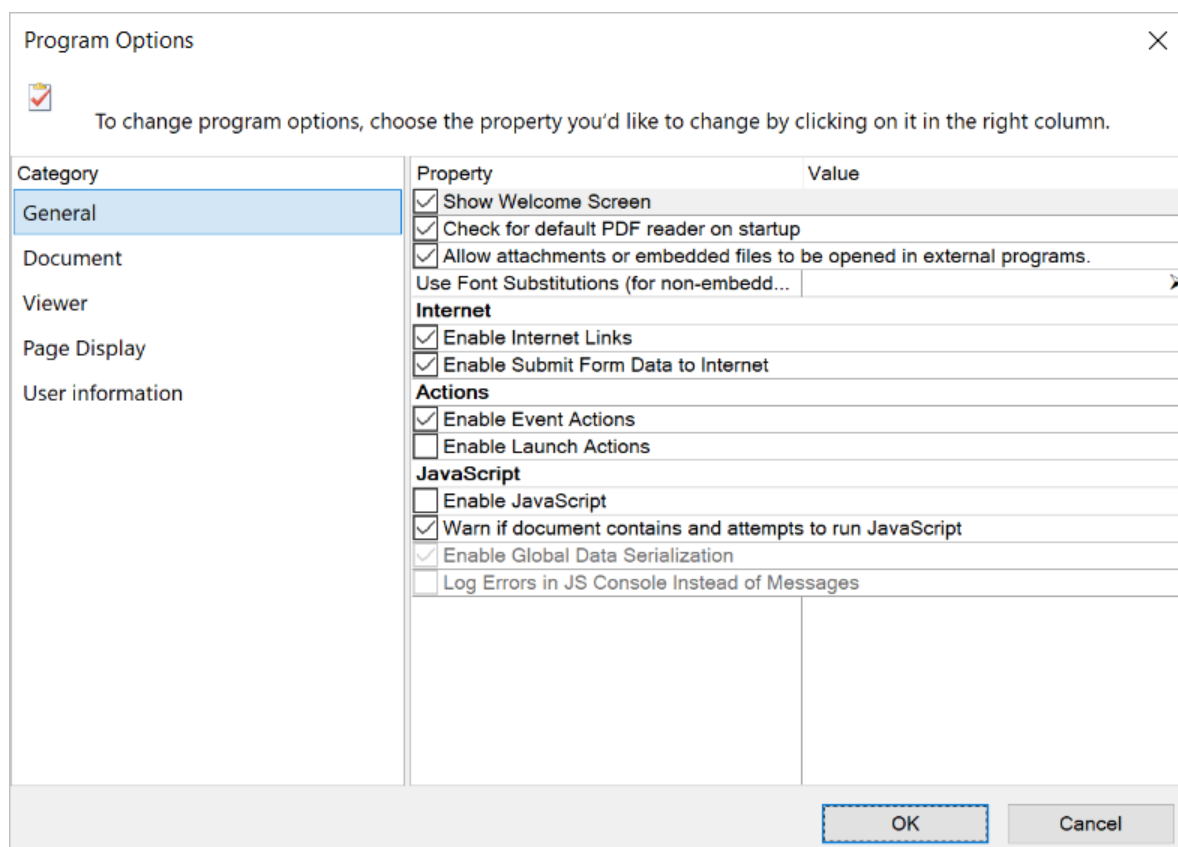 Program Options
To change program options, choose the property you'd like to change by clicking on it in the right column.
Category
General
Document
Viewer
Page Display
User information
Property Value
Show Welcome Screen
Check for default PDF reader on startup
Allow attachments or embedded files to be opened in external programs.
Use Font Substitutions (for non-embedd...
Internet
Enable Internet Links
Enable Submit Form Data to Internet
Actions
Enable Event Actions
Enable Launch Actions
JavaScript
Enable JavaScript
Warn if document contains and attempts to run JavaScript
Enable Global Data Serialization
Log Errors in JS Console Instead of Messages
OK Cancel